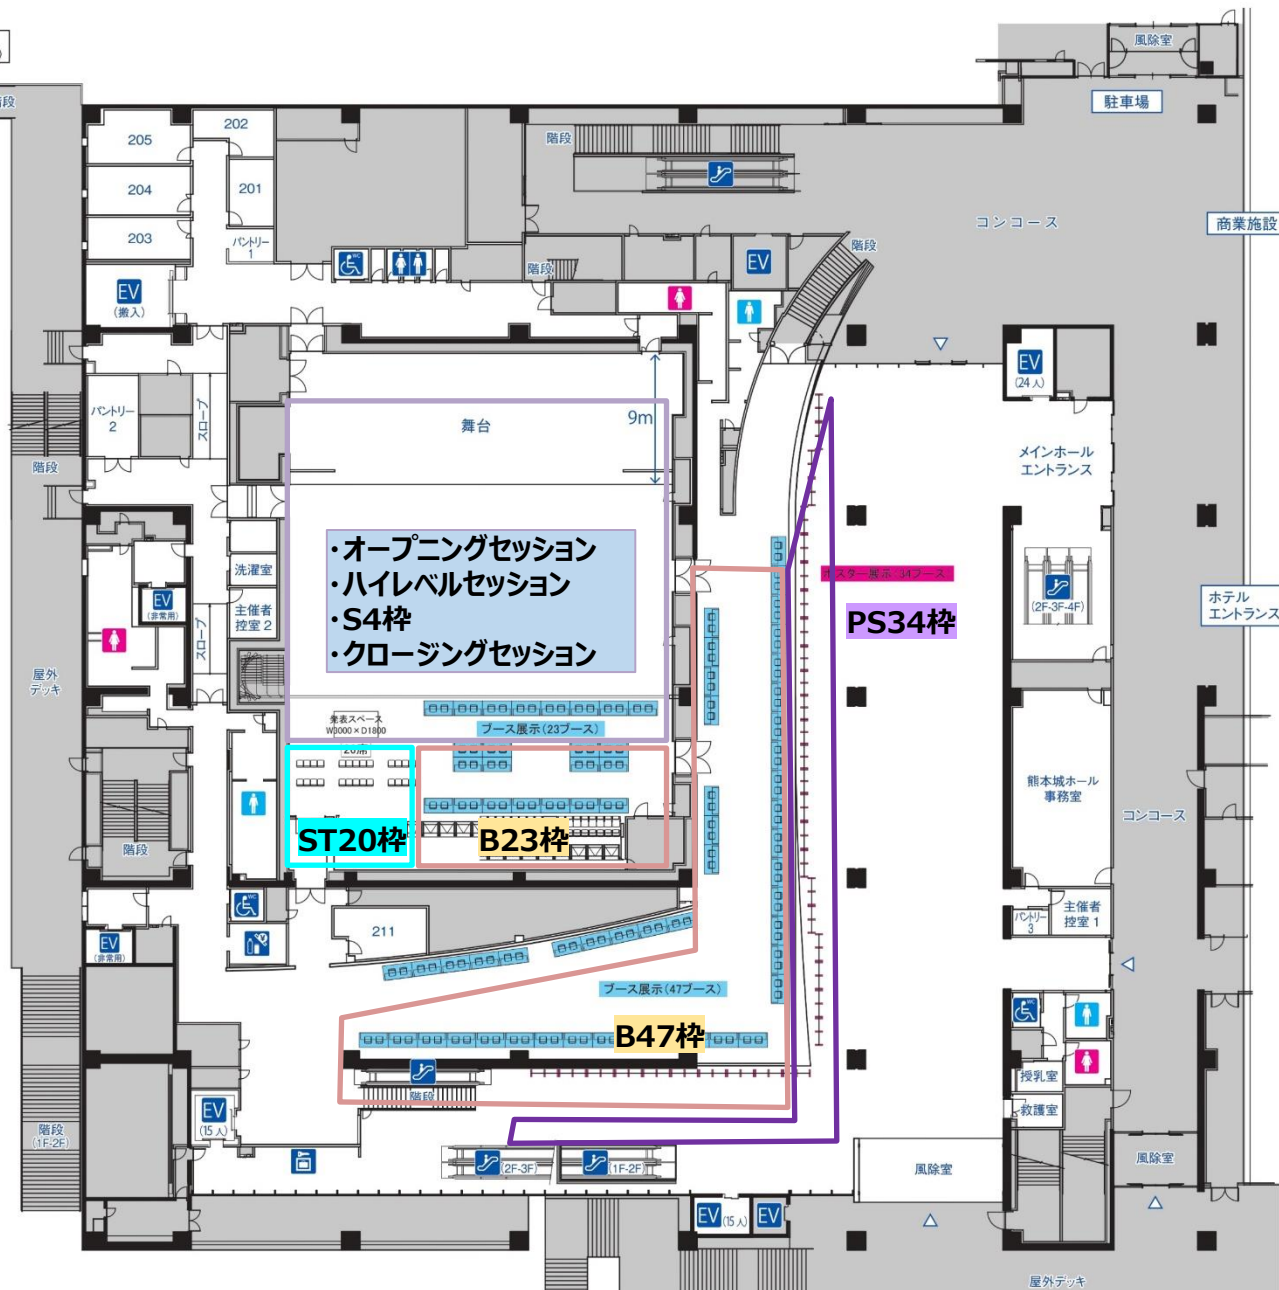 風除室
駐車場
階段
202
205
階段
204
201
コンコース
商業施設
203
パントリー
1
階段
階段
WC
EV
(搬入)
EV
EV
(24人)
パントリー
2
スロープ
舞台
9m
メインホール
エントランス
階段
・オープニングセッション
・ハイレベルセッション
・S4枠
・クロージングセッション
洗濯室
ポスター展示(34ブース)
PS34枠
EV
(非常用)
主催者
控室 2
(2F-3F-4F)
ホテル
エントランス
スロープ
屋外
デッキ
発表スペース
W3000×D1800
ブース展示(23ブース)
熊本城ホール
事務室
コンコース
ST20枠
B23枠
階段
WC
211
パントリー
3
主催者
控室 1
EV
(非常用)
ブース展示(47ブース)
WC
B47枠
授乳室
階段
救護室
EV
(15人)
階段
(1F-2F)
(2F-3F)
(1F-2F)
風除室
風除室
EV
(15人)
EV
屋外デッキ